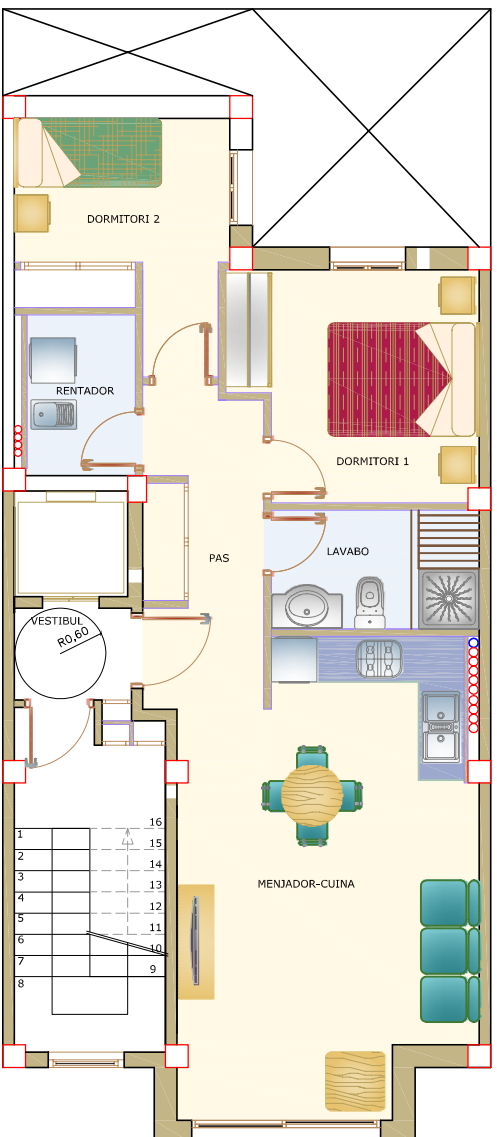 DORMITORI 2
RENTADOR
DORMITORI 1
LAVABO
PAS
VESTIBUL
R0,60
MENJADOR-CUINA
16
1
15
2
14
3
13
4
12
5
11
6
10
7
9
8